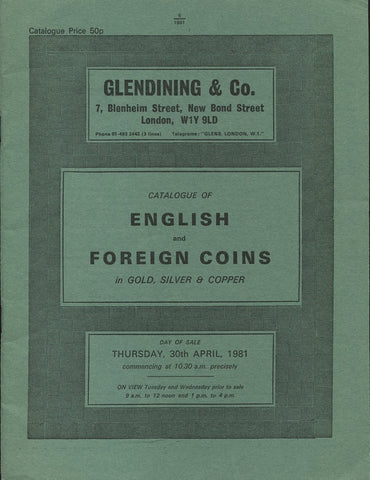 Catalogue Price 50p
6
1981
GLENDINING & Co.
7, Blenheim Street, New Bond Street
London, W1Y 9LD
Phone 01-493 2445 (3 lines) Telegrams: "GLENS, LONDON, W.1."
CATALOGUE OF
ENGLISH
and
FOREIGN COINS
in GOLD, SILVER & COPPER
DAY OF SALE
THURSDAY, 30th APRIL, 1981
commencing at 10.30 a.m. precisely
ON VIEW Tuesday and Wednesday prior to sale
9 a.m. to 12 noon and 1 p.m. to 4 p.m.